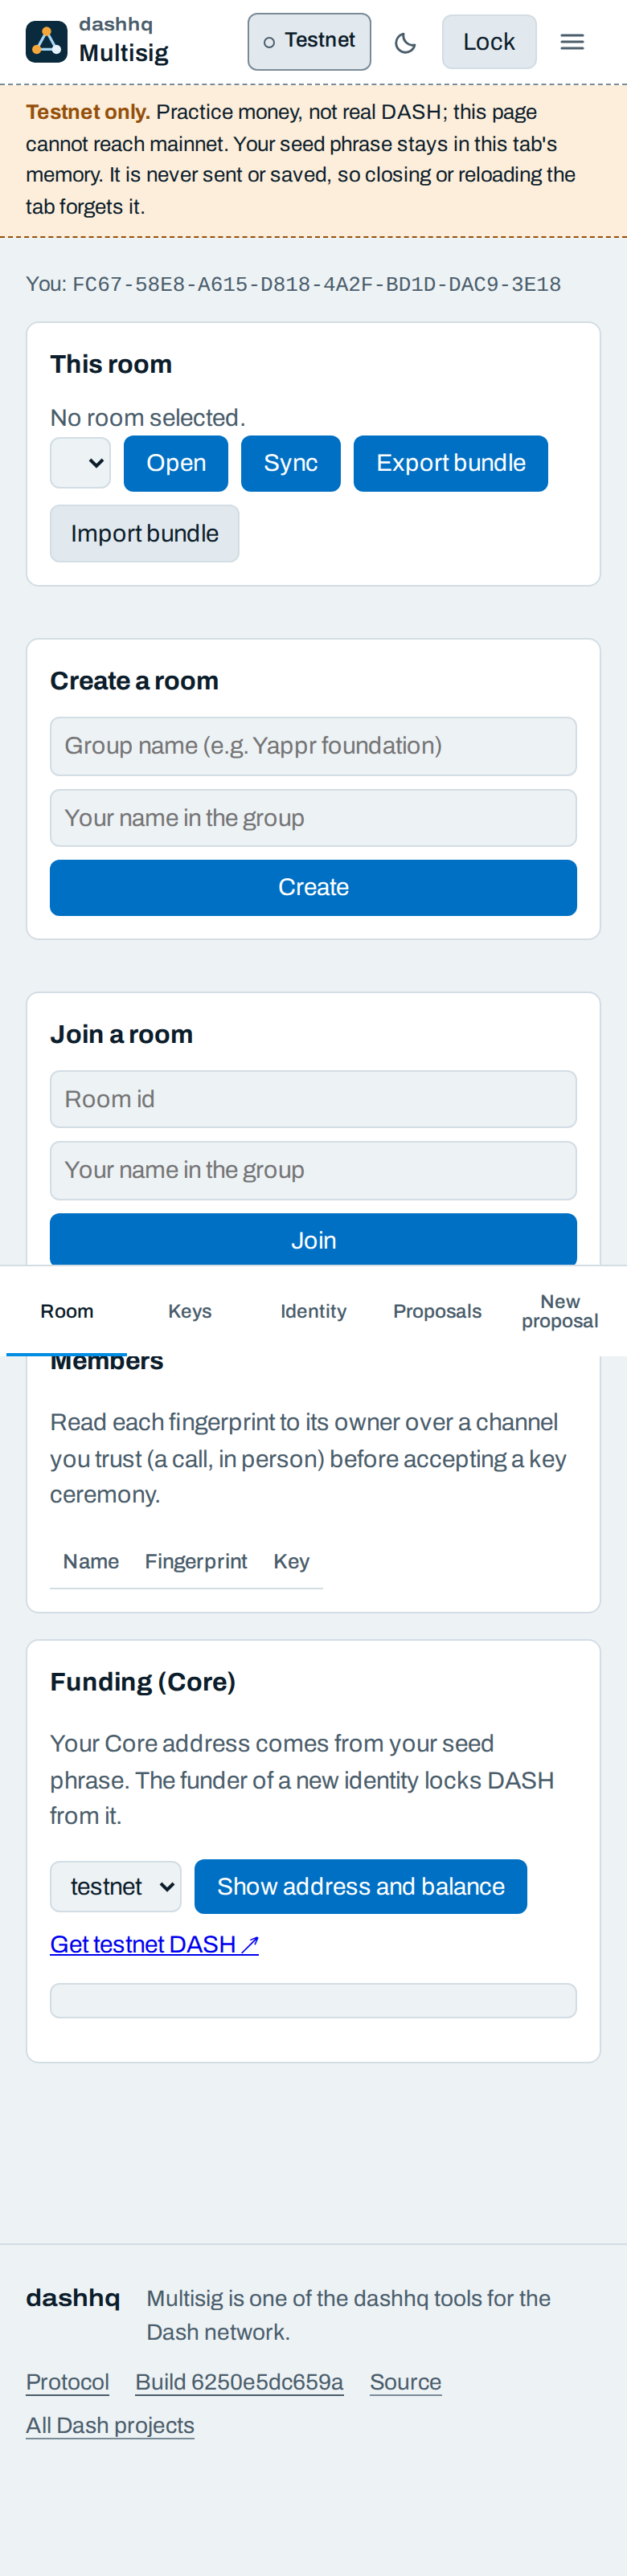 dashhq
Multisig
Testnet
Lock
Testnet only. Practice money, not real DASH; this page
cannot reach mainnet. Your seed phrase stays in this tab's
memory. It is never sent or saved, so closing or reloading the
tab forgets it.
You: FC67-58E8-A615-D818-4A2F-BD1D-DAC9-3E18
This room
No room selected.
Open
Sync
Export bundle
Import bundle
Create a room
Group name (e.g. Yappr foundation)
Your name in the group
Create
Join a room
Room id
Your name in the group
Join
Room
Keys
Identity
Proposals
New
proposal
Members
Read each fingerprint to its owner over a channel
you trust (a call, in person) before accepting a key
ceremony.
Name Fingerprint Key
Funding (Core)
Your Core address comes from your seed
phrase. The funder of a new identity locks DASH
from it.
testnet
Show address and balance
Get testnet DASH ↗
dashhq
Multisig is one of the dashhq tools for the
Dash network.
Protocol Build 6250e5dc659a Source
All Dash projects